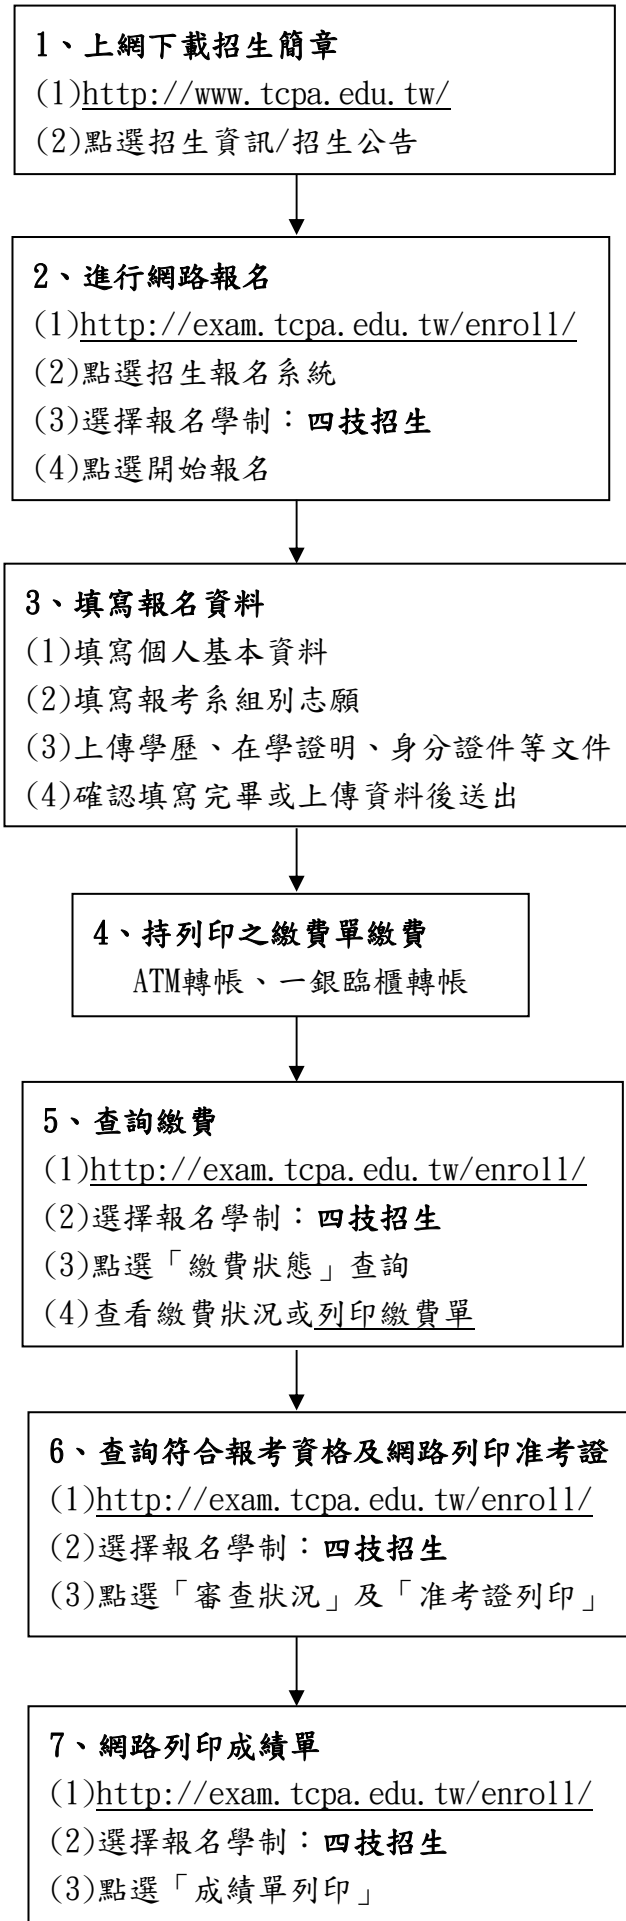 1、上網下載招生簡章
(1)http://www.tcpa.edu.tw/
(2)點選招生資訊/招生公告
2、進行網路報名
(1)http://exam.tcpa.edu.tw/enroll/
(2)點選招生報名系統
(3)選擇報名學制：四技招生
(4)點選開始報名
3、填寫報名資料
(1)填寫個人基本資料
(2)填寫報考系組別志願
(3)上傳學歷、在學證明、身分證件等文件
(4)確認填寫完畢或上傳資料後送出
4、持列印之繳費單繳費
ATM轉帳、一銀臨櫃轉帳
5、查詢繳費
(1)http://exam.tcpa.edu.tw/enroll/
(2)選擇報名學制：四技招生
(3)點選「繳費狀態」查詢
(4)查看繳費狀況或列印繳費單
6、查詢符合報考資格及網路列印准考證
(1)http://exam.tcpa.edu.tw/enroll/
(2)選擇報名學制：四技招生
(3)點選「審查狀況」及「准考證列印」
7、網路列印成績單
(1)http://exam.tcpa.edu.tw/enroll/
(2)選擇報名學制：四技招生
(3)點選「成績單列印」